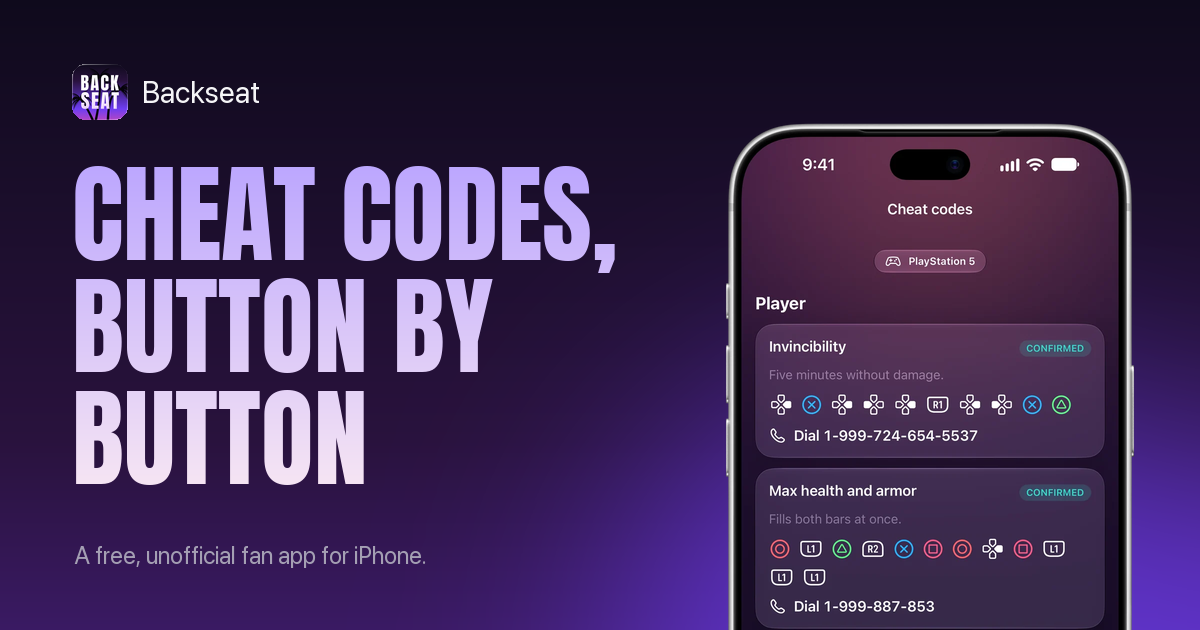 BACK
SEAT
Backseat
CHEAT CODES,
BUTTON BY
BUTTON
A free, unofficial fan app for iPhone.
9:41
Cheat codes
PlayStation 5
Player
Invincibility
CONFIRMED
Five minutes without damage.
R1
Dial 1-999-724-654-5537
Max health and armor
CONFIRMED
Fills both bars at once.
L1 R2 L1
L1 L1
Dial 1-999-887-853